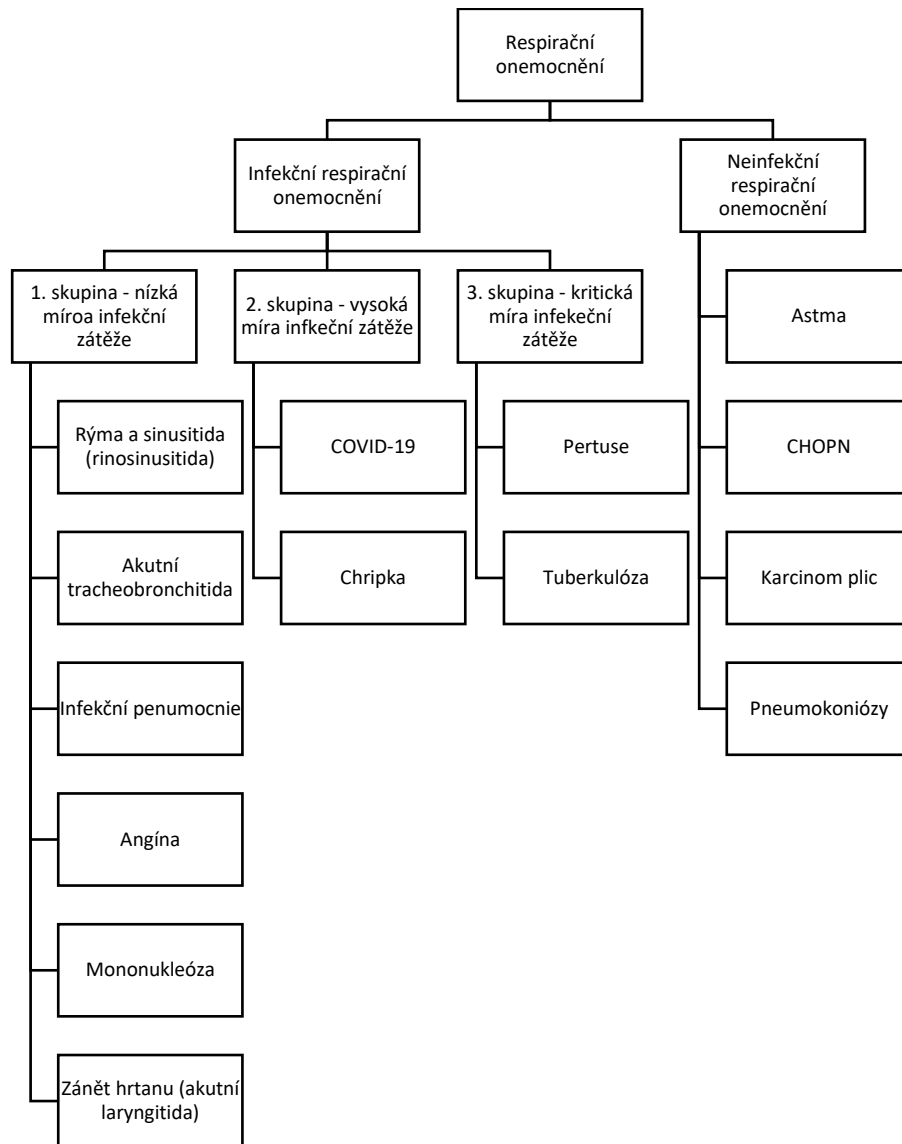 Respirační
onemocnění
Infekční respirační
onemocnění
Neinfekční
respirační
onemocnění
1. skupina - nízká
míroa infekční
zátěže
2. skupina - vysoká
míra infkeční zátěže
3. skupina - kritická
míra infekeční
zátěže
Astma
Rýma a sinusitida
(rinosinusitida)
COVID-19
Pertuse
CHOPN
Akutní
tracheobronchitida
Chripka
Tuberkulóza
Karcinom plic
Infekční penumocnie
Pneumokoniózy
Angína
Mononukleóza
Zánět hrtanu (akutní
laryngitida)